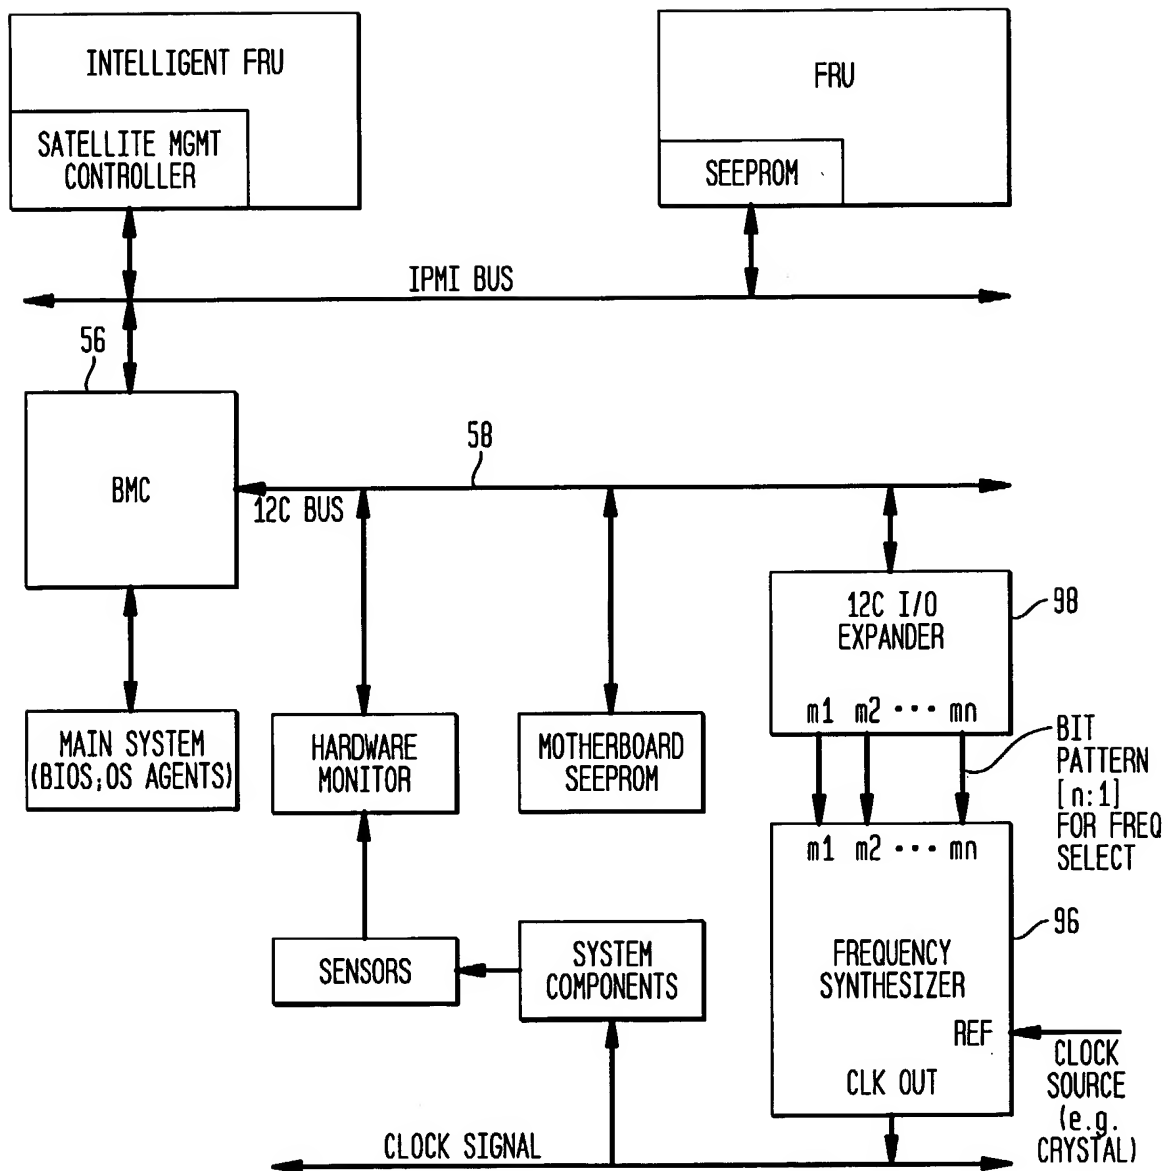 INTELLIGENT FRU
SATELLITE MGMT
CONTROLLER
FRU
SEEPROM
IPMI BUS
56
BMC
58
12C BUS
12C I/O
EXPANDER
98
m1 m2 ••• mn
BIT
PATTERN
[n:1]
FOR FREQ
SELECT
MAIN SYSTEM
(BIOS;OS AGENTS)
HARDWARE
MONITOR
MOTHERBOARD
SEEPROM
m1 m2 ••• mn
96
FREQUENCY
SYNTHESIZER
SENSORS
SYSTEM
COMPONENTS
REF
CLOCK
SOURCE
(e.g.
CRYSTAL)
CLK OUT
CLOCK SIGNAL